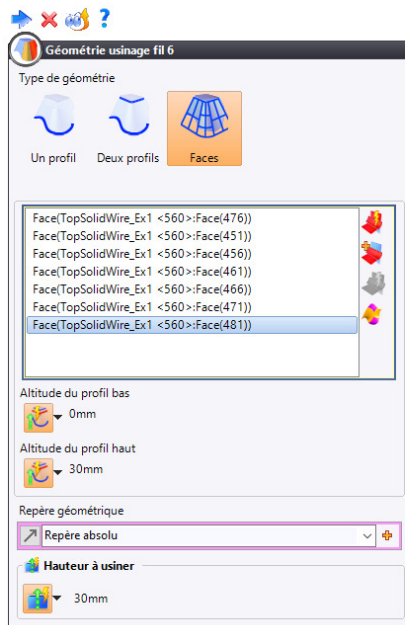 ?
Géométrie usinage fil 6
Type de géométrie
Un profil Deux profils Faces
Face(TopSolidWire_Ex1 <560>:Face(476))
Face(TopSolidWire_Ex1 <560>:Face(451))
Face(TopSolidWire_Ex1 <560>:Face(456))
Face(TopSolidWire_Ex1 <560>:Face(461))
Face(TopSolidWire_Ex1 <560>:Face(466))
Face(TopSolidWire_Ex1 <560>:Face(471))
Face(TopSolidWire_Ex1 <560>:Face(481))
Altitude du profil bas
0mm
Altitude du profil haut
30mm
Repère géométrique
Repère absolu
Hauteur à usiner
30mm